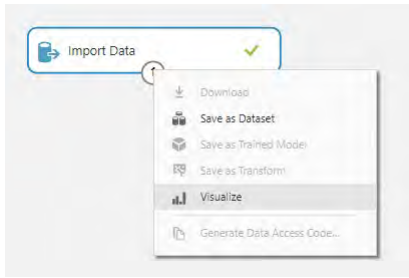 Import Data
1
Download
Save as Dataset
Save as Trained Model
Save as Transform
Visualize
Generate Data Access Code...